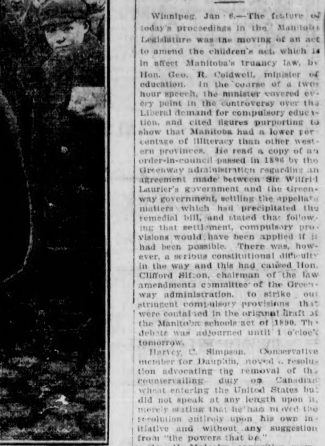 Winnipeg, Jan 6.—The feature of
today's proceedings in the Manitoba
Legislature was the moving of an act
to amend the children's act, which is
in affect Manitoba's truancy law, by
Hon. Geo. R. Coldwell, minister of
education. In the course of a two-
hour speech, the minister covered ev-
ery point in the controversy over the
Liberal demand for compulsory educa-
tion, and cited figures purporting to
show that Manitoba had a lower per-
centage of illiteracy than other west-
ern provinces. He read a copy of an
order-in-council passed in 1896 by the
Greenway administration regarding an
agreement made between Sir Wilfrid
Laurier's government and the Green-
way government, settling the
matters which had precipitated the
remedial bill, and stated that follow-
ing that settlement, compulsory pro-
visions would have been applied if it
had been possible. There was, how-
ever, a serious constitutional difficulty
in the way and this had caused Hon.
Clifford Sifton, chairman of the law
amendments committee of the Green-
way administration, to strike out
stringent compulsory provisions that
were contained in the original draft of
the Manitoba schools act of 1890. The
debate was adjourned until 1 o'clock
tomorrow.
Harvey C. Simpson, Conservative
member for Dauphin, moved a resolu-
tion advocating the removal of the
countervailing duty on Canadian
wheat entering the United States but
did not speak at any length upon it,
merely stating that he had moved the
resolution entirely upon his own in-
itiative and without any suggestion
from "the powers that be."